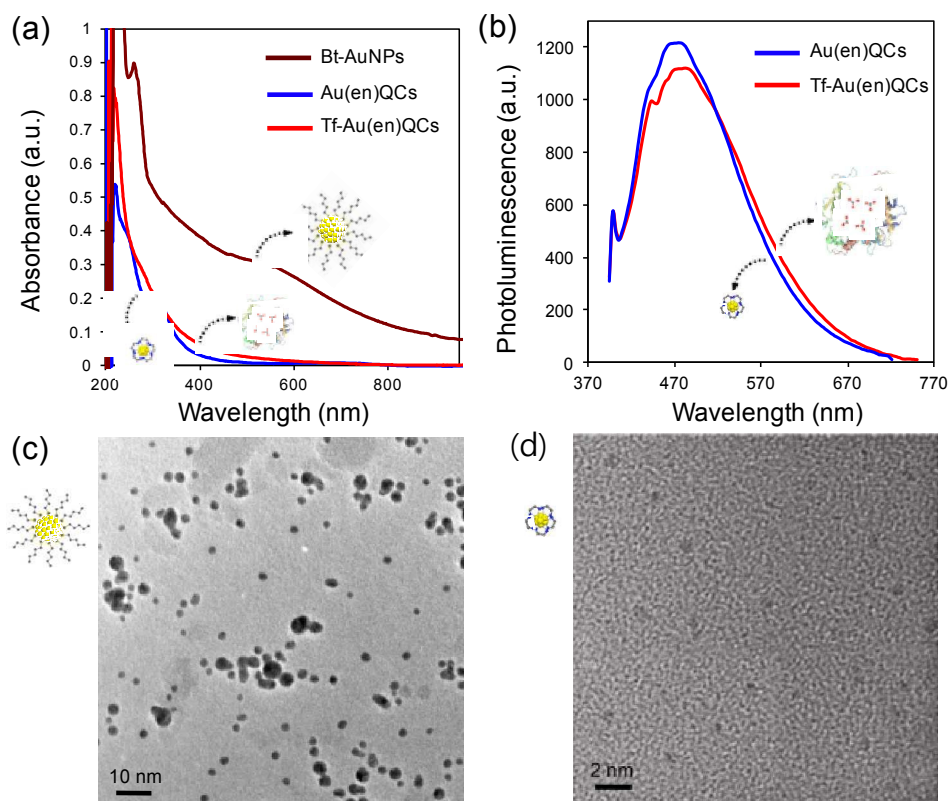 (a)
Absorbance (a.u.)
1
0.9
0.8
0.7
0.6
0.5
0.4
0.3
0.2
0.1
0
200
400
600
800
Wavelength (nm)
Bt-AuNPs
Au(en)QCs
Tf-Au(en)QCs
(b)
Photoluminescence (a.u.)
1200
1000
800
600
400
200
0
370
470
570
670
770
Wavelength (nm)
Au(en)QCs
Tf-Au(en)QCs
(c)
10 nm
(d)
2 nm